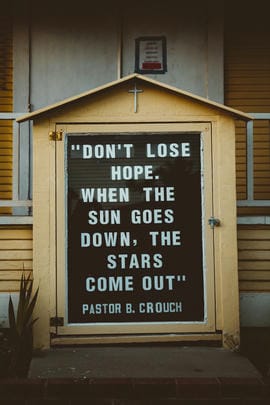 "DON'T LOSE
HOPE.
WHEN THE
SUN GOES
DOWN, THE
STARS
COME OUT"
PASTOR B. CROUCH